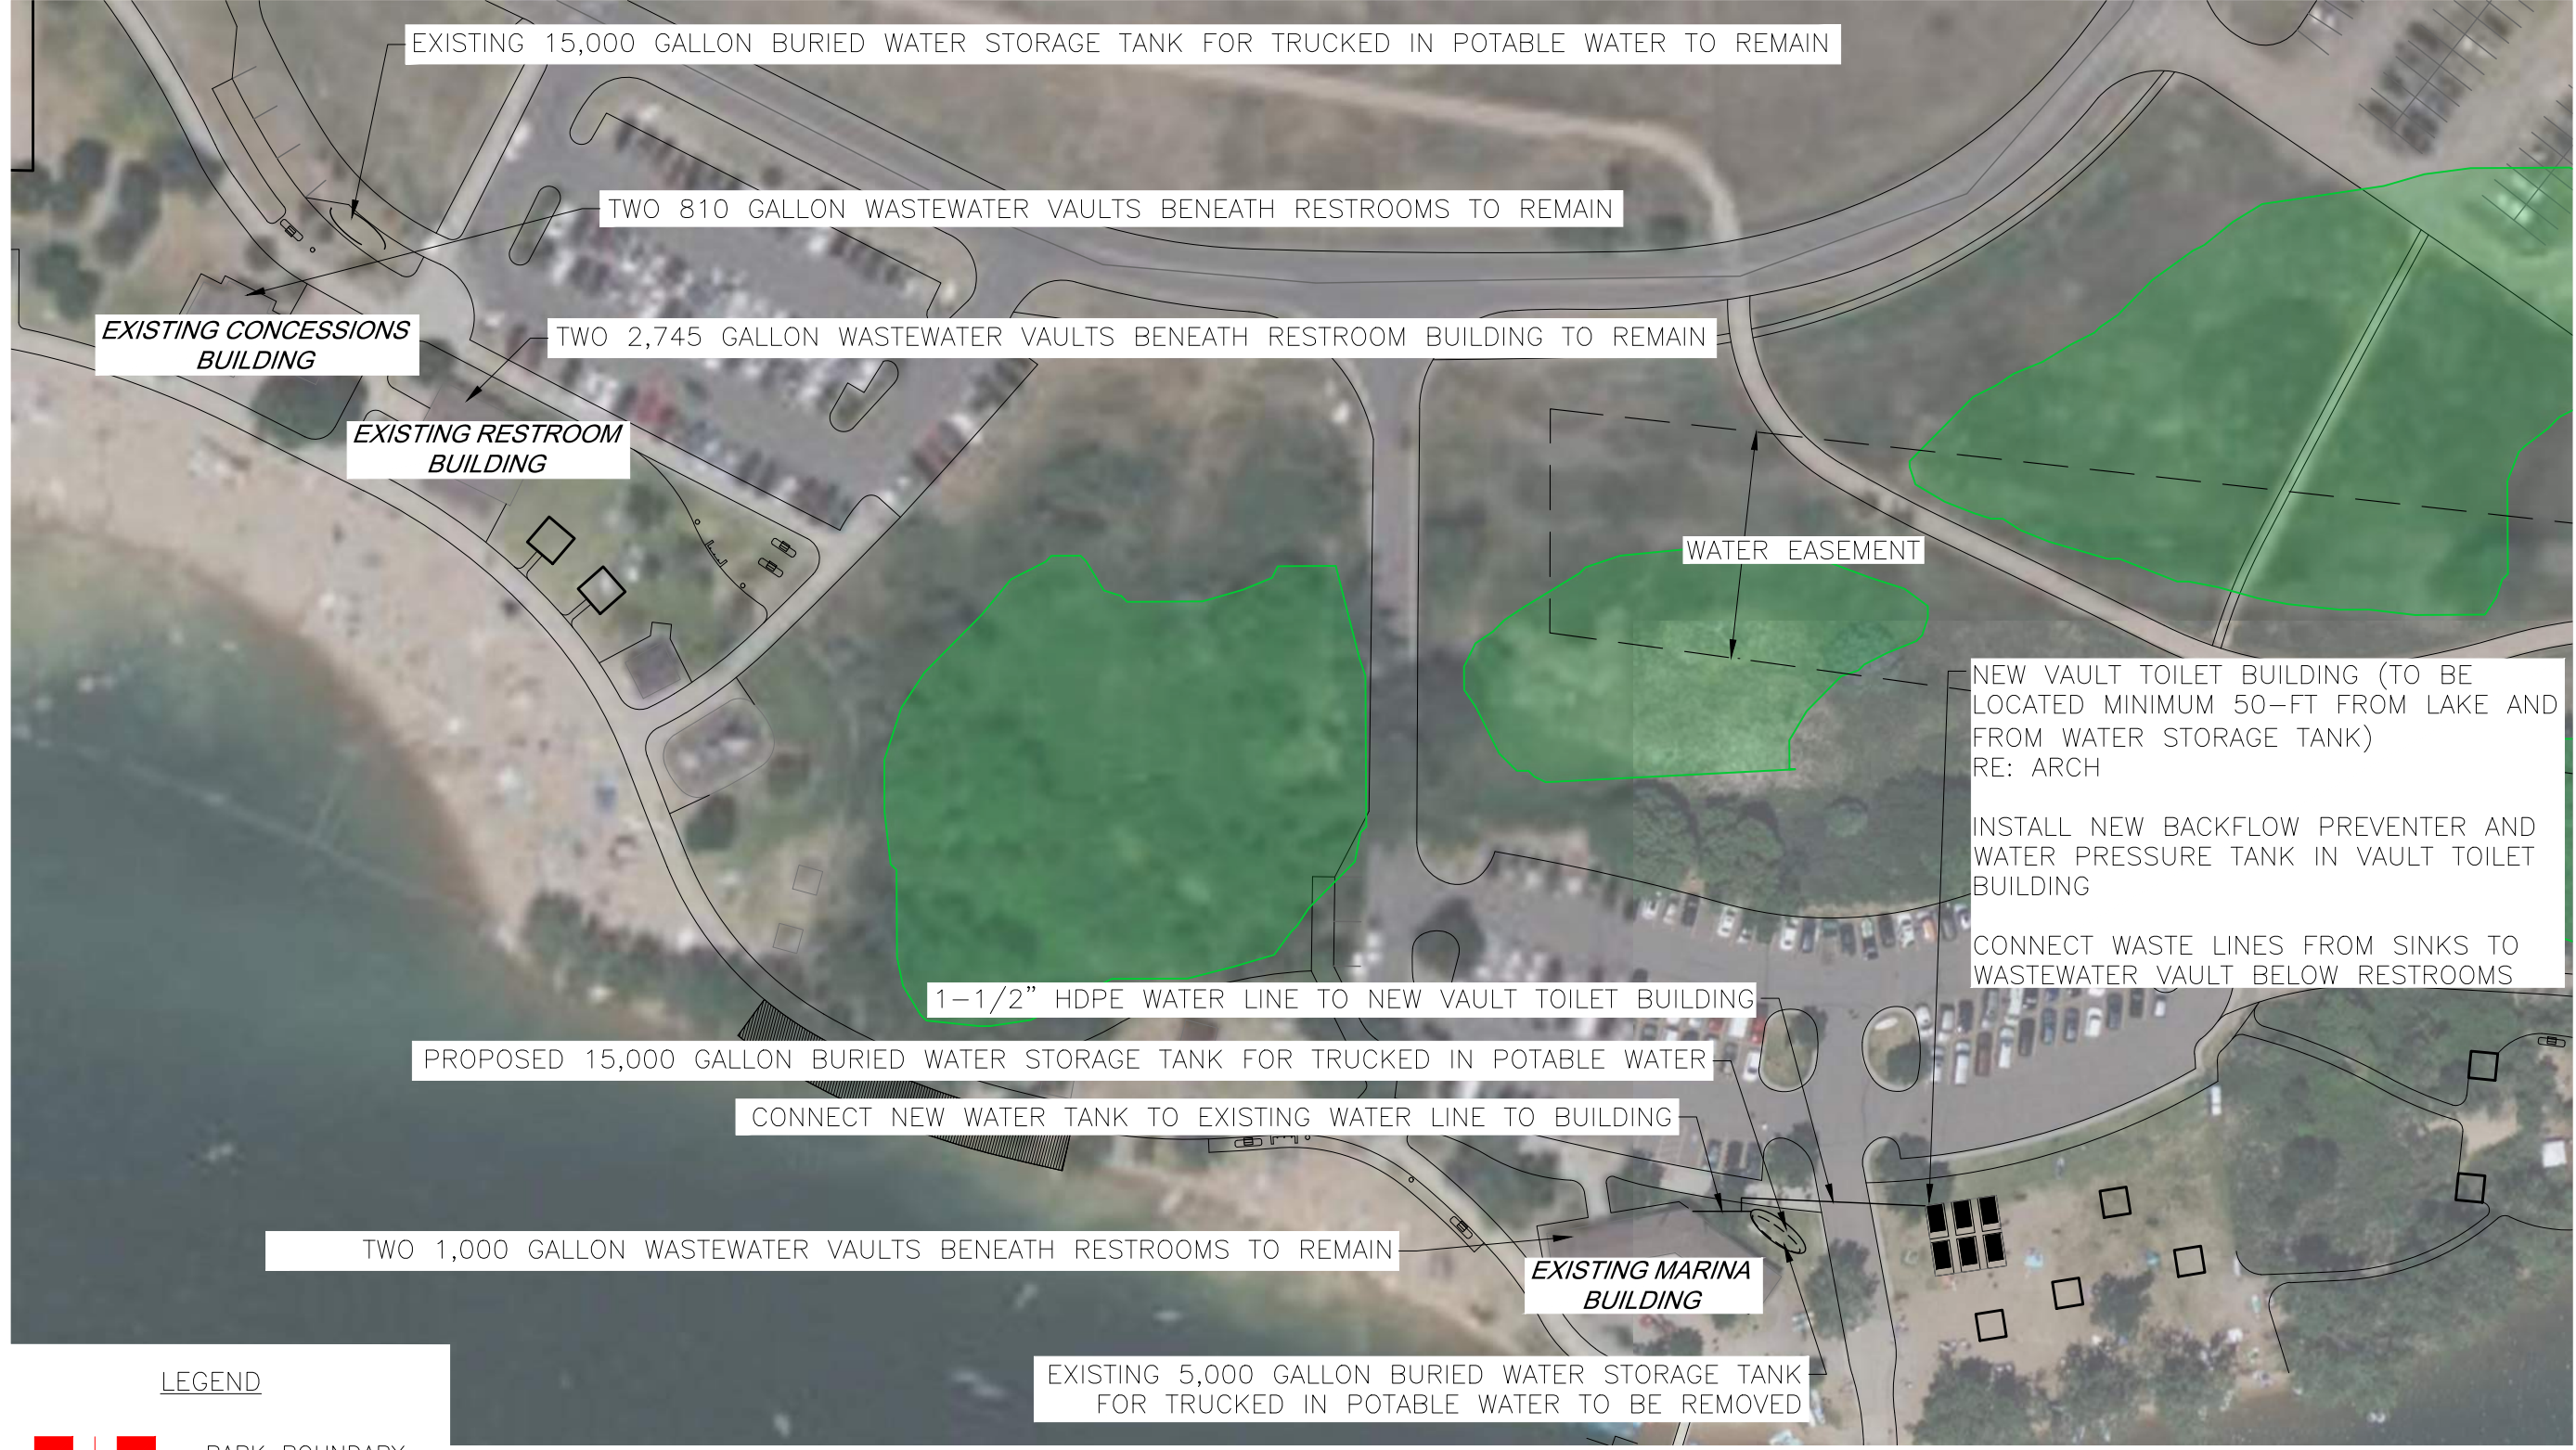 EXISTING 15,000 GALLON BURIED WATER STORAGE TANK FOR TRUCKED IN POTABLE WATER TO REMAIN
TWO 810 GALLON WASTEWATER VAULTS BENEATH RESTROOMS TO REMAIN
EXISTING CONCESSIONS
BUILDING
TWO 2,745 GALLON WASTEWATER VAULTS BENEATH RESTROOM BUILDING TO REMAIN
EXISTING RESTROOM
BUILDING
WATER EASEMENT
NEW VAULT TOILET BUILDING (TO BE
LOCATED MINIMUM 50-FT FROM LAKE AND
FROM WATER STORAGE TANK)
RE: ARCH
INSTALL NEW BACKFLOW PREVENTER AND
WATER PRESSURE TANK IN VAULT TOILET
BUILDING
CONNECT WASTE LINES FROM SINKS TO
WASTEWATER VAULT BELOW RESTROOMS
1-1/2" HDPE WATER LINE TO NEW VAULT TOILET BUILDING
PROPOSED 15,000 GALLON BURIED WATER STORAGE TANK FOR TRUCKED IN POTABLE WATER
CONNECT NEW WATER TANK TO EXISTING WATER LINE TO BUILDING
TWO 1,000 GALLON WASTEWATER VAULTS BENEATH RESTROOMS TO REMAIN
EXISTING MARINA
BUILDING
EXISTING 5,000 GALLON BURIED WATER STORAGE TANK
FOR TRUCKED IN POTABLE WATER TO BE REMOVED
LEGEND
PARK BOUNDARY